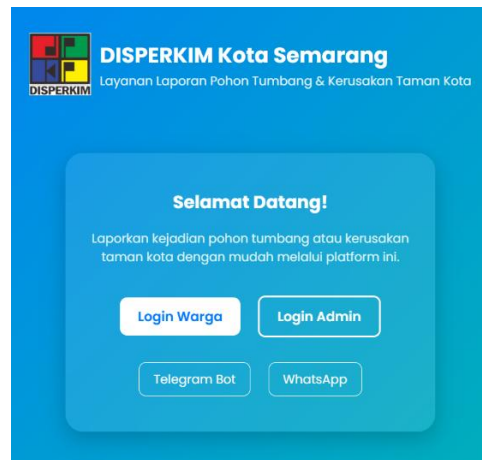 DISPERKIM
DISPERKIM Kota Semarang
Layanan Laporan Pohon Tumbang & Kerusakan Taman Kota
Selamat Datang!
Laporkan kejadian pohon tumbang atau kerusakan
taman kota dengan mudah melalui platform ini.
Login Warga
Login Admin
Telegram Bot
WhatsApp